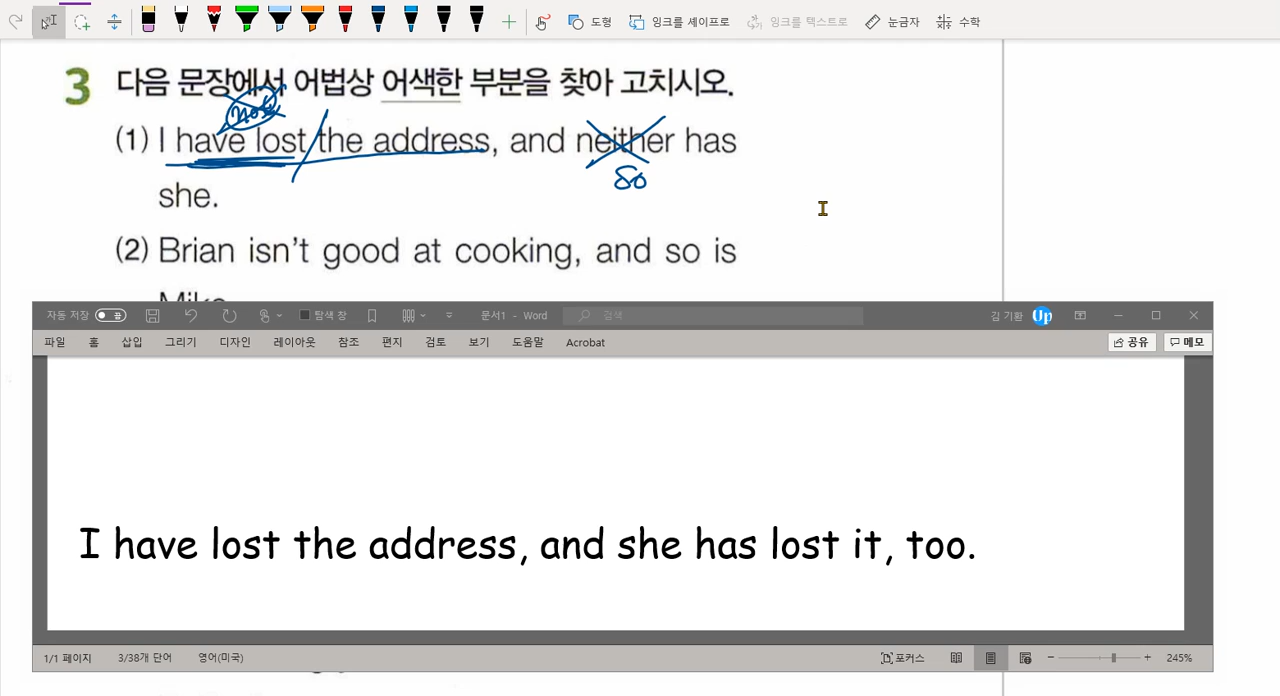 도형
잉크를 셰이프로
잉크를 텍스트로
눈금자
수학
3 다음 문장에서 어법상 어색한 부분을 찾아 고치시오.
not
(1) I have lost the address, and neither has
so
she.
(2) Brian isn't good at cooking, and so is
Mike.
자동 저장 끔 탐색 창 문서1 - Word 검색 김 기환 Up
파일 홈 삽입 그리기 디자인 레이아웃 참조 편지 검토 보기 도움말 Acrobat 공유 메모
I have lost the address, and she has lost it, too.
1/1 페이지 3/38개 단어 영어(미국) 포커스 245%